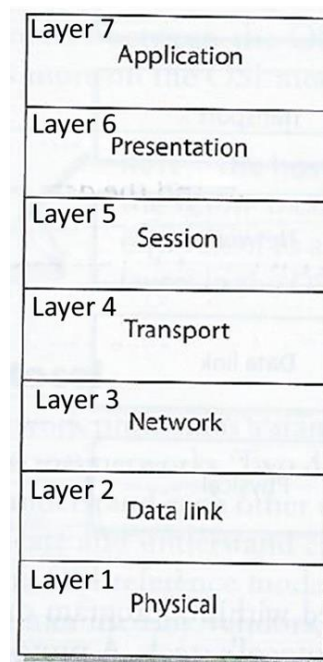 Layer 7
Application
Layer 6
Presentation
Layer 5
Session
Layer 4
Transport
Layer 3
Network
Layer 2
Data link
Layer 1
Physical